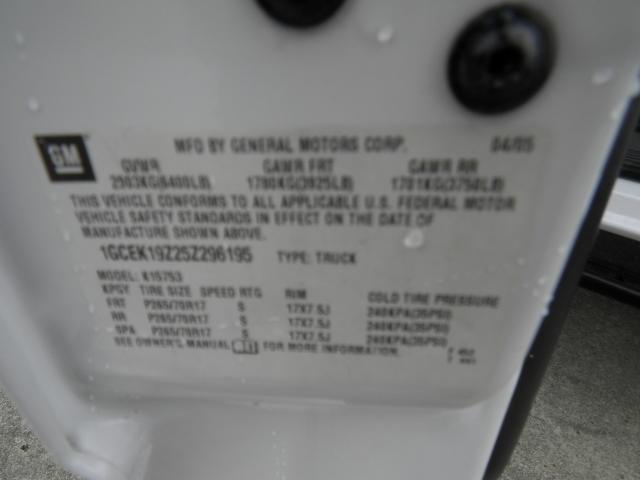 GM
MFD BY GENERAL MOTORS CORP. 04/05
GVWR GAWR FRT GAWR RR
2903KG(6400LB) 1780KG(3925LB) 1701KG(3750LB)
THIS VEHICLE CONFORMS TO ALL APPLICABLE U.S. FEDERAL MOTOR
VEHICLE SAFETY STANDARDS IN EFFECT ON THE DATE OF
MANUFACTURE SHOWN ABOVE.
1GCEK19Z25Z296195 TYPE: TRUCK
MODEL: K15753
TIRE SIZE SPEED RTG RIM COLD TIRE PRESSURE
FRT P265/70R17 S 17X7.5J 240KPA(35PSI)
RR P265/70R17 S 17X7.5J 240KPA(35PSI)
SPA P265/70R17 S 17X7.5J 240KPA(35PSI)
SEE OWNER'S MANUAL FOR MORE INFORMATION.